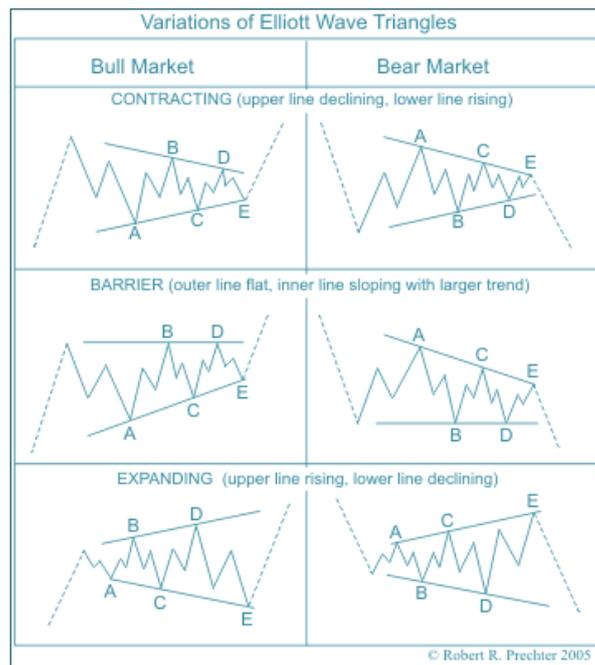 Variations of Elliott Wave Triangles
Bull Market
Bear Market
CONTRACTING (upper line declining, lower line rising)
B
D
A
C
E
A
C
E
B
D
BARRIER (outer line flat, inner line sloping with larger trend)
B
D
A
C
E
A
C
E
B
D
EXPANDING (upper line rising, lower line declining)
B
D
A
C
E
A
C
E
B
D
© Robert R. Prechter 2005